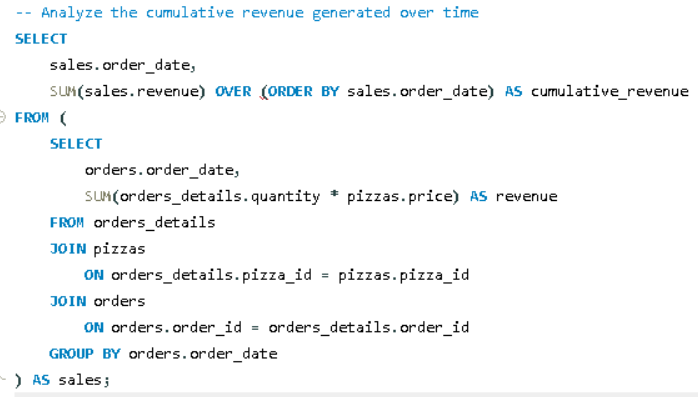 -- Analyze the cumulative revenue generated over time
SELECT
    sales.order_date,
    SUM(sales.revenue) OVER (ORDER BY sales.order_date) AS cumulative_revenue
FROM (
    SELECT
        orders.order_date,
        SUM(orders_details.quantity * pizzas.price) AS revenue
    FROM orders_details
    JOIN pizzas
        ON orders_details.pizza_id = pizzas.pizza_id
    JOIN orders
        ON orders.order_id = orders_details.order_id
    GROUP BY orders.order_date
) AS sales;